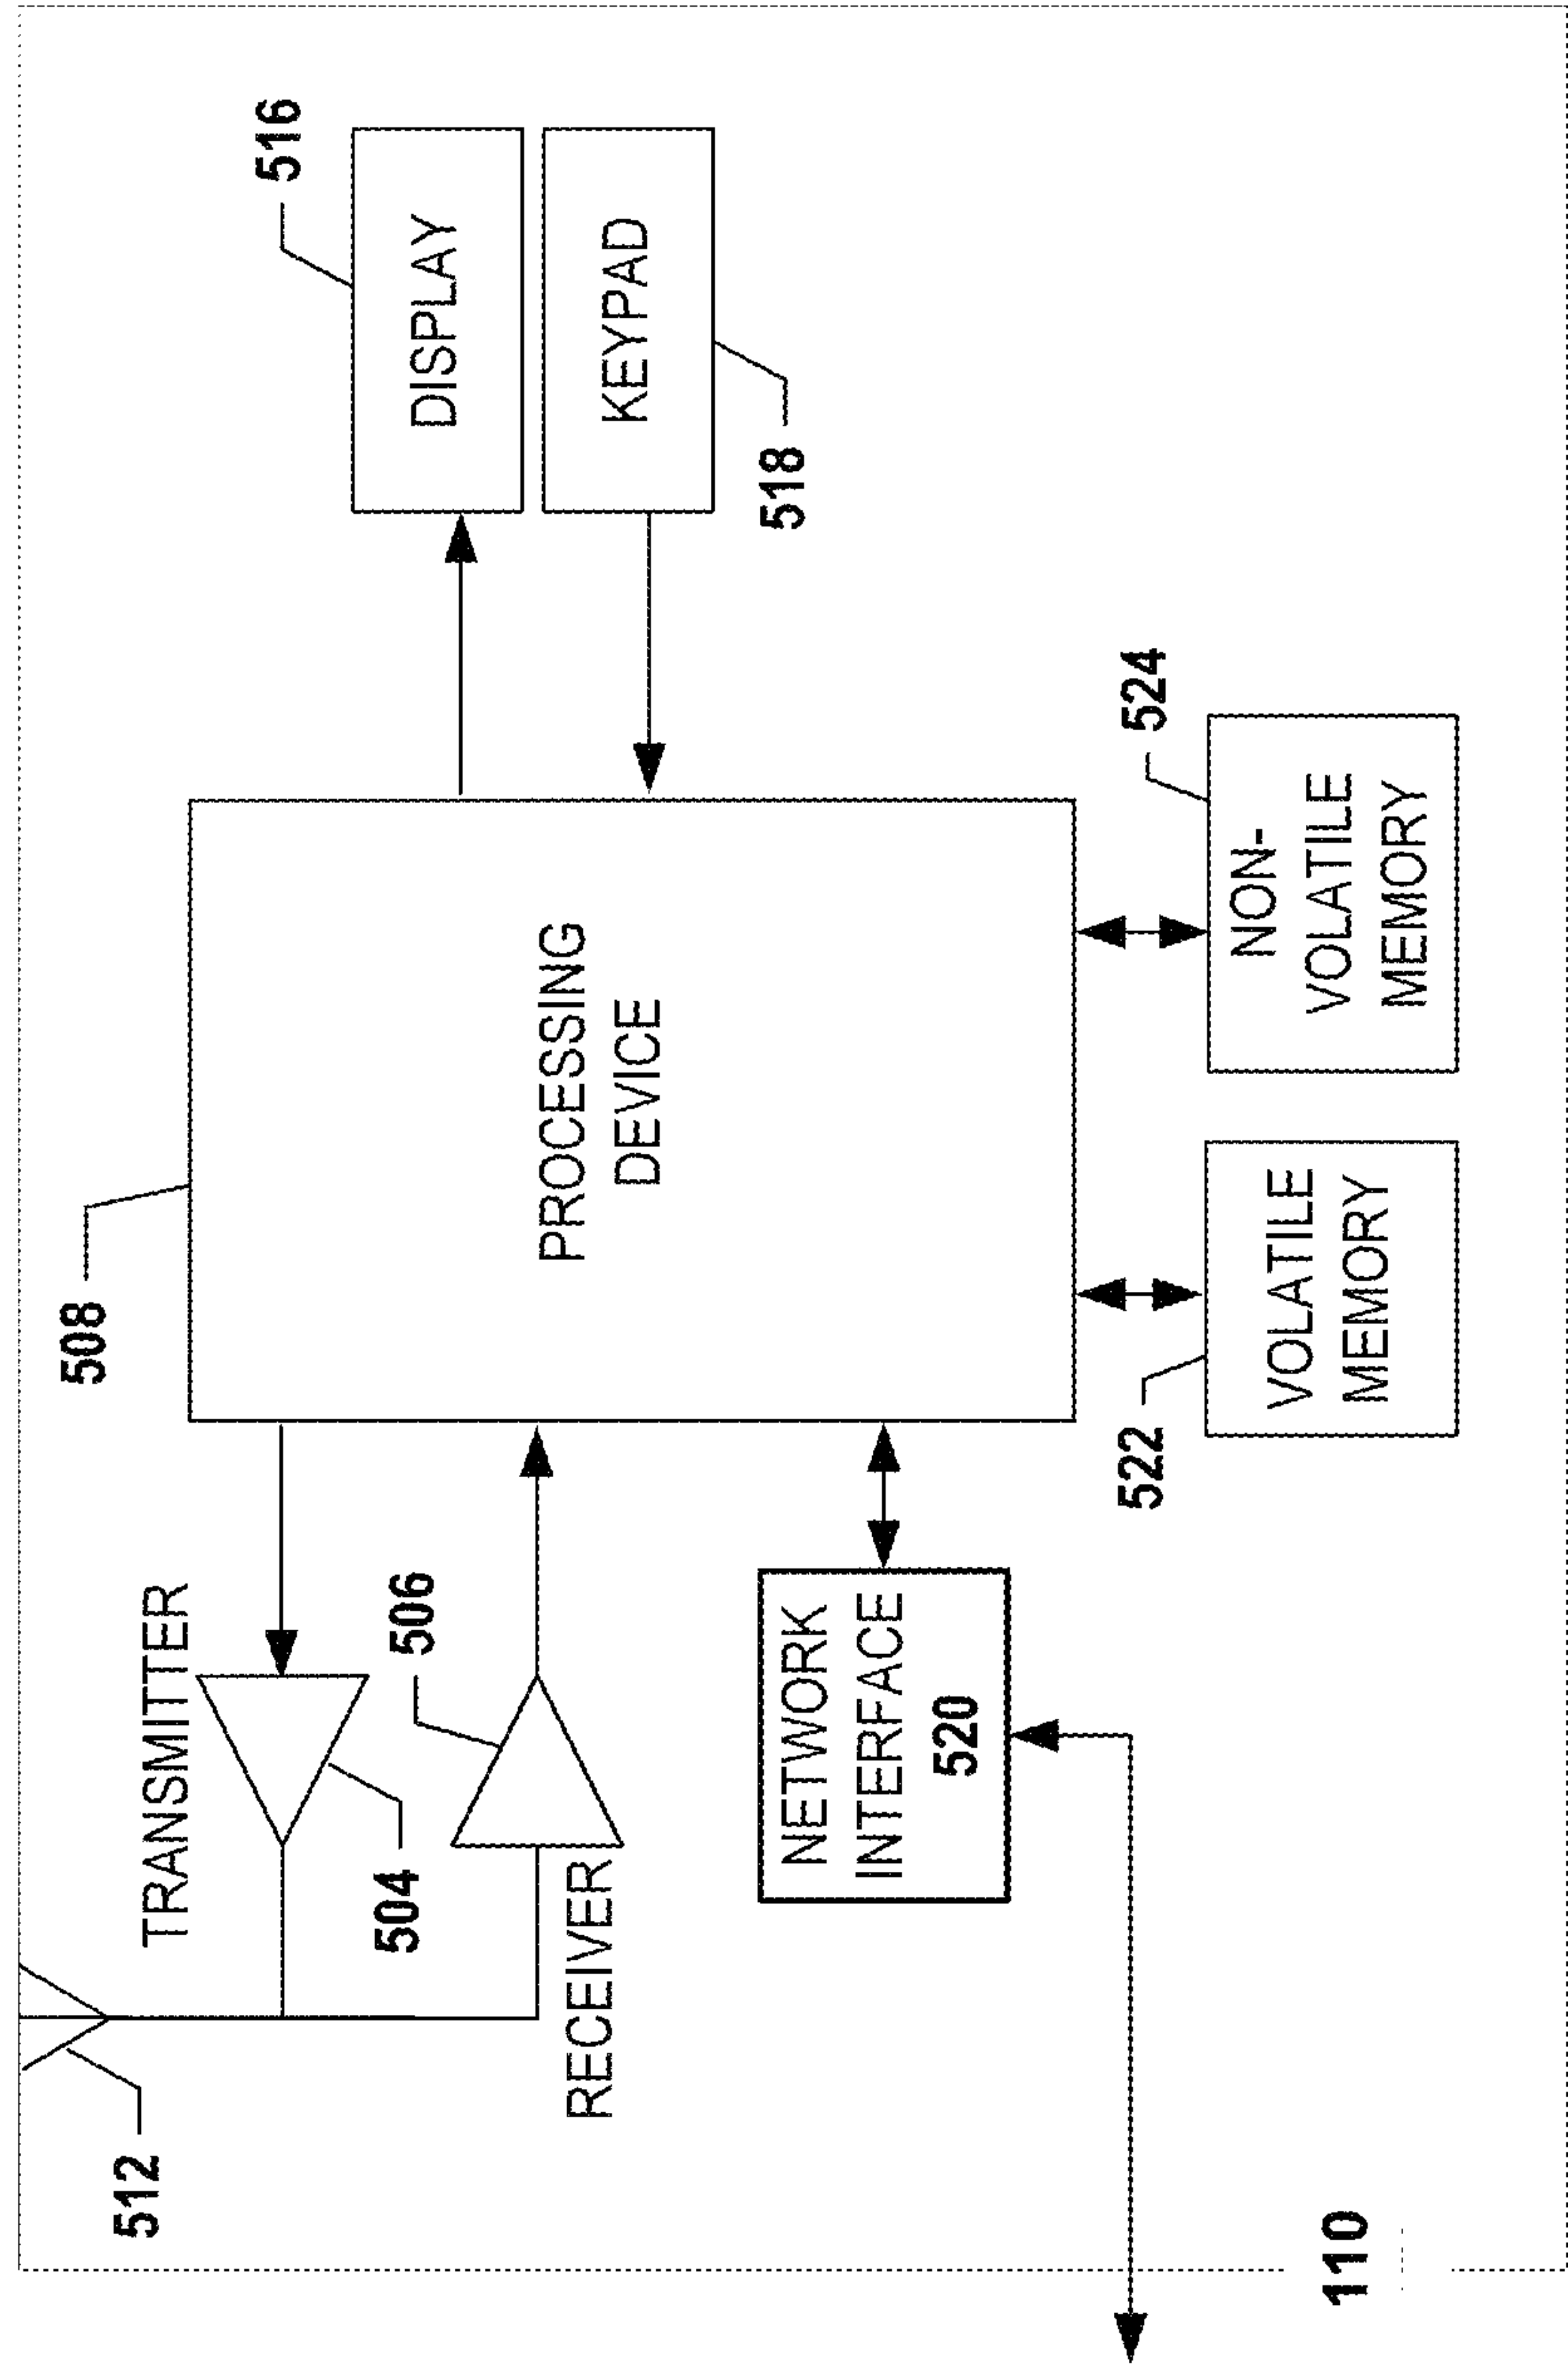 512
TRANSMITTER
504
506
RECEIVER
508
PROCESSING
DEVICE
516
DISPLAY
KEYPAD
518
NETWORK
INTERFACE
520
522
VOLATILE
MEMORY
524
NON-
VOLATILE
MEMORY
110